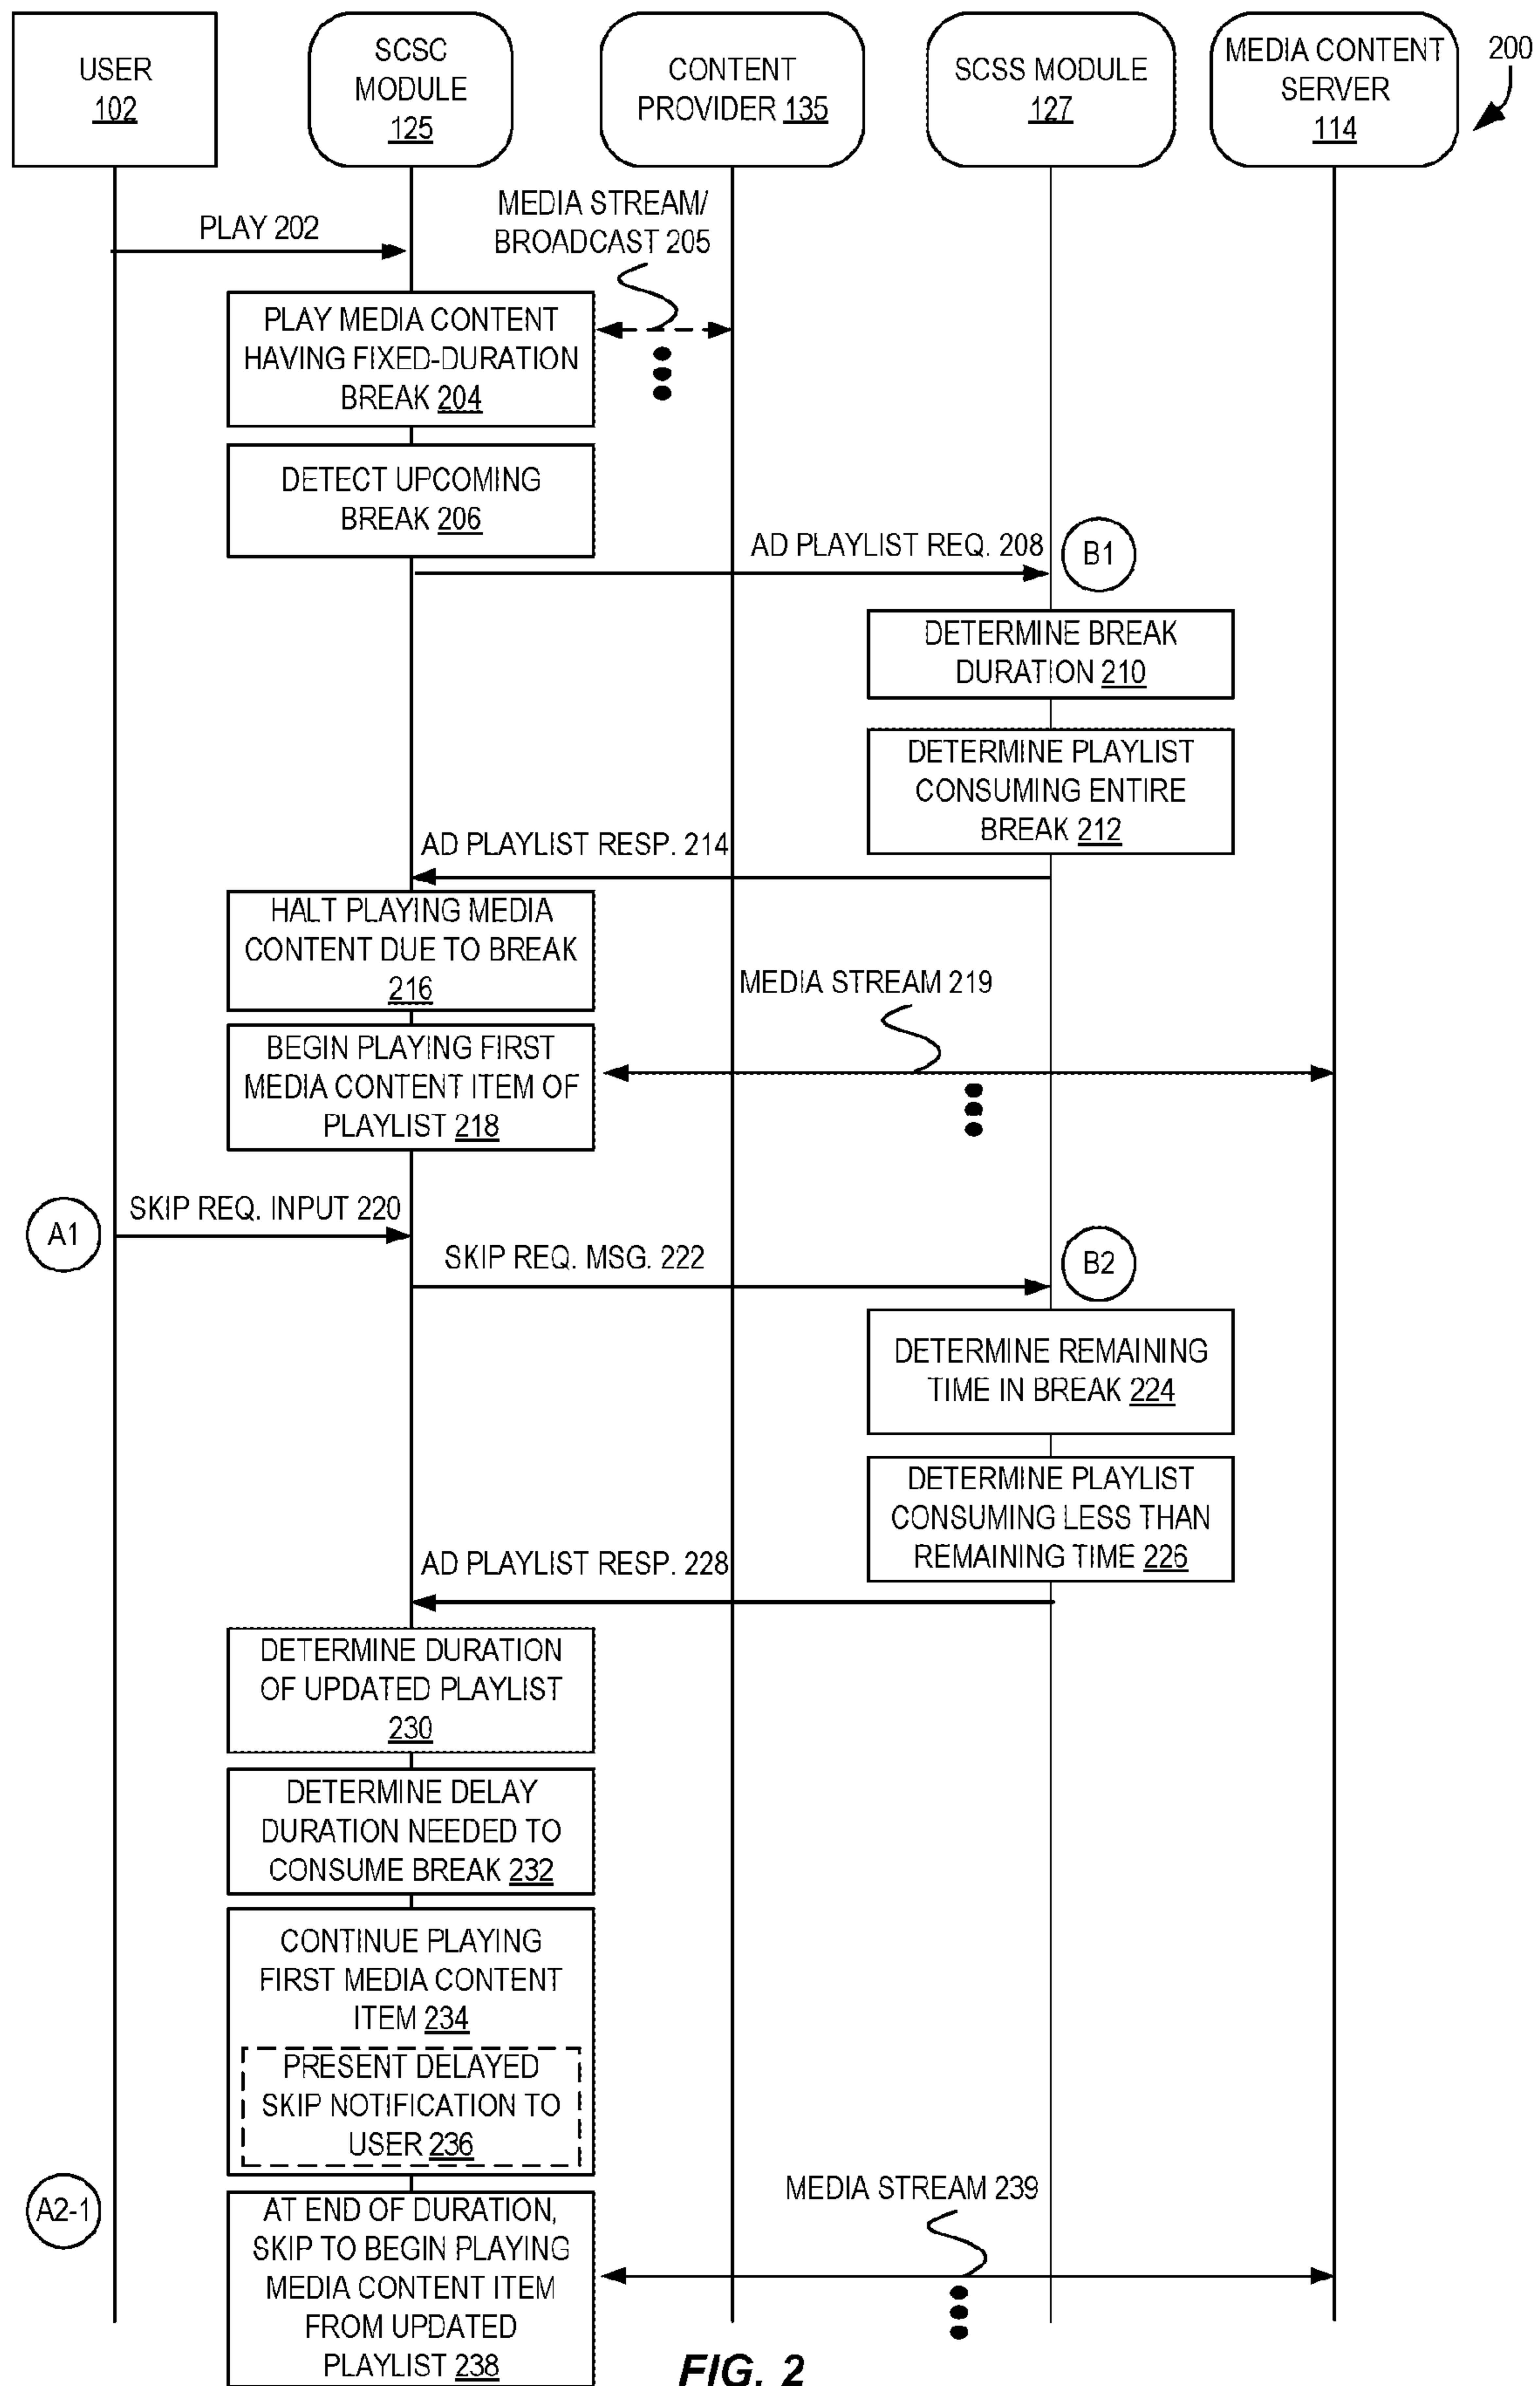 USER
102
SCSC
MODULE
125
CONTENT
PROVIDER 135
SCSS MODULE
127
MEDIA CONTENT
SERVER
114
200
PLAY 202
MEDIA STREAM/
BROADCAST 205
PLAY MEDIA CONTENT
HAVING FIXED-DURATION
BREAK 204
DETECT UPCOMING
BREAK 206
AD PLAYLIST REQ. 208
B1
DETERMINE BREAK
DURATION 210
DETERMINE PLAYLIST
CONSUMING ENTIRE
BREAK 212
AD PLAYLIST RESP. 214
HALT PLAYING MEDIA
CONTENT DUE TO BREAK
216
MEDIA STREAM 219
BEGIN PLAYING FIRST
MEDIA CONTENT ITEM OF
PLAYLIST 218
A1
SKIP REQ. INPUT 220
SKIP REQ. MSG. 222
B2
DETERMINE REMAINING
TIME IN BREAK 224
DETERMINE PLAYLIST
CONSUMING LESS THAN
REMAINING TIME 226
AD PLAYLIST RESP. 228
DETERMINE DURATION
OF UPDATED PLAYLIST
230
DETERMINE DELAY
DURATION NEEDED TO
CONSUME BREAK 232
CONTINUE PLAYING
FIRST MEDIA CONTENT
ITEM 234
PRESENT DELAYED
SKIP NOTIFICATION TO
USER 236
A2-1
AT END OF DURATION,
SKIP TO BEGIN PLAYING
MEDIA CONTENT ITEM
FROM UPDATED
PLAYLIST 238
MEDIA STREAM 239
FIG. 2